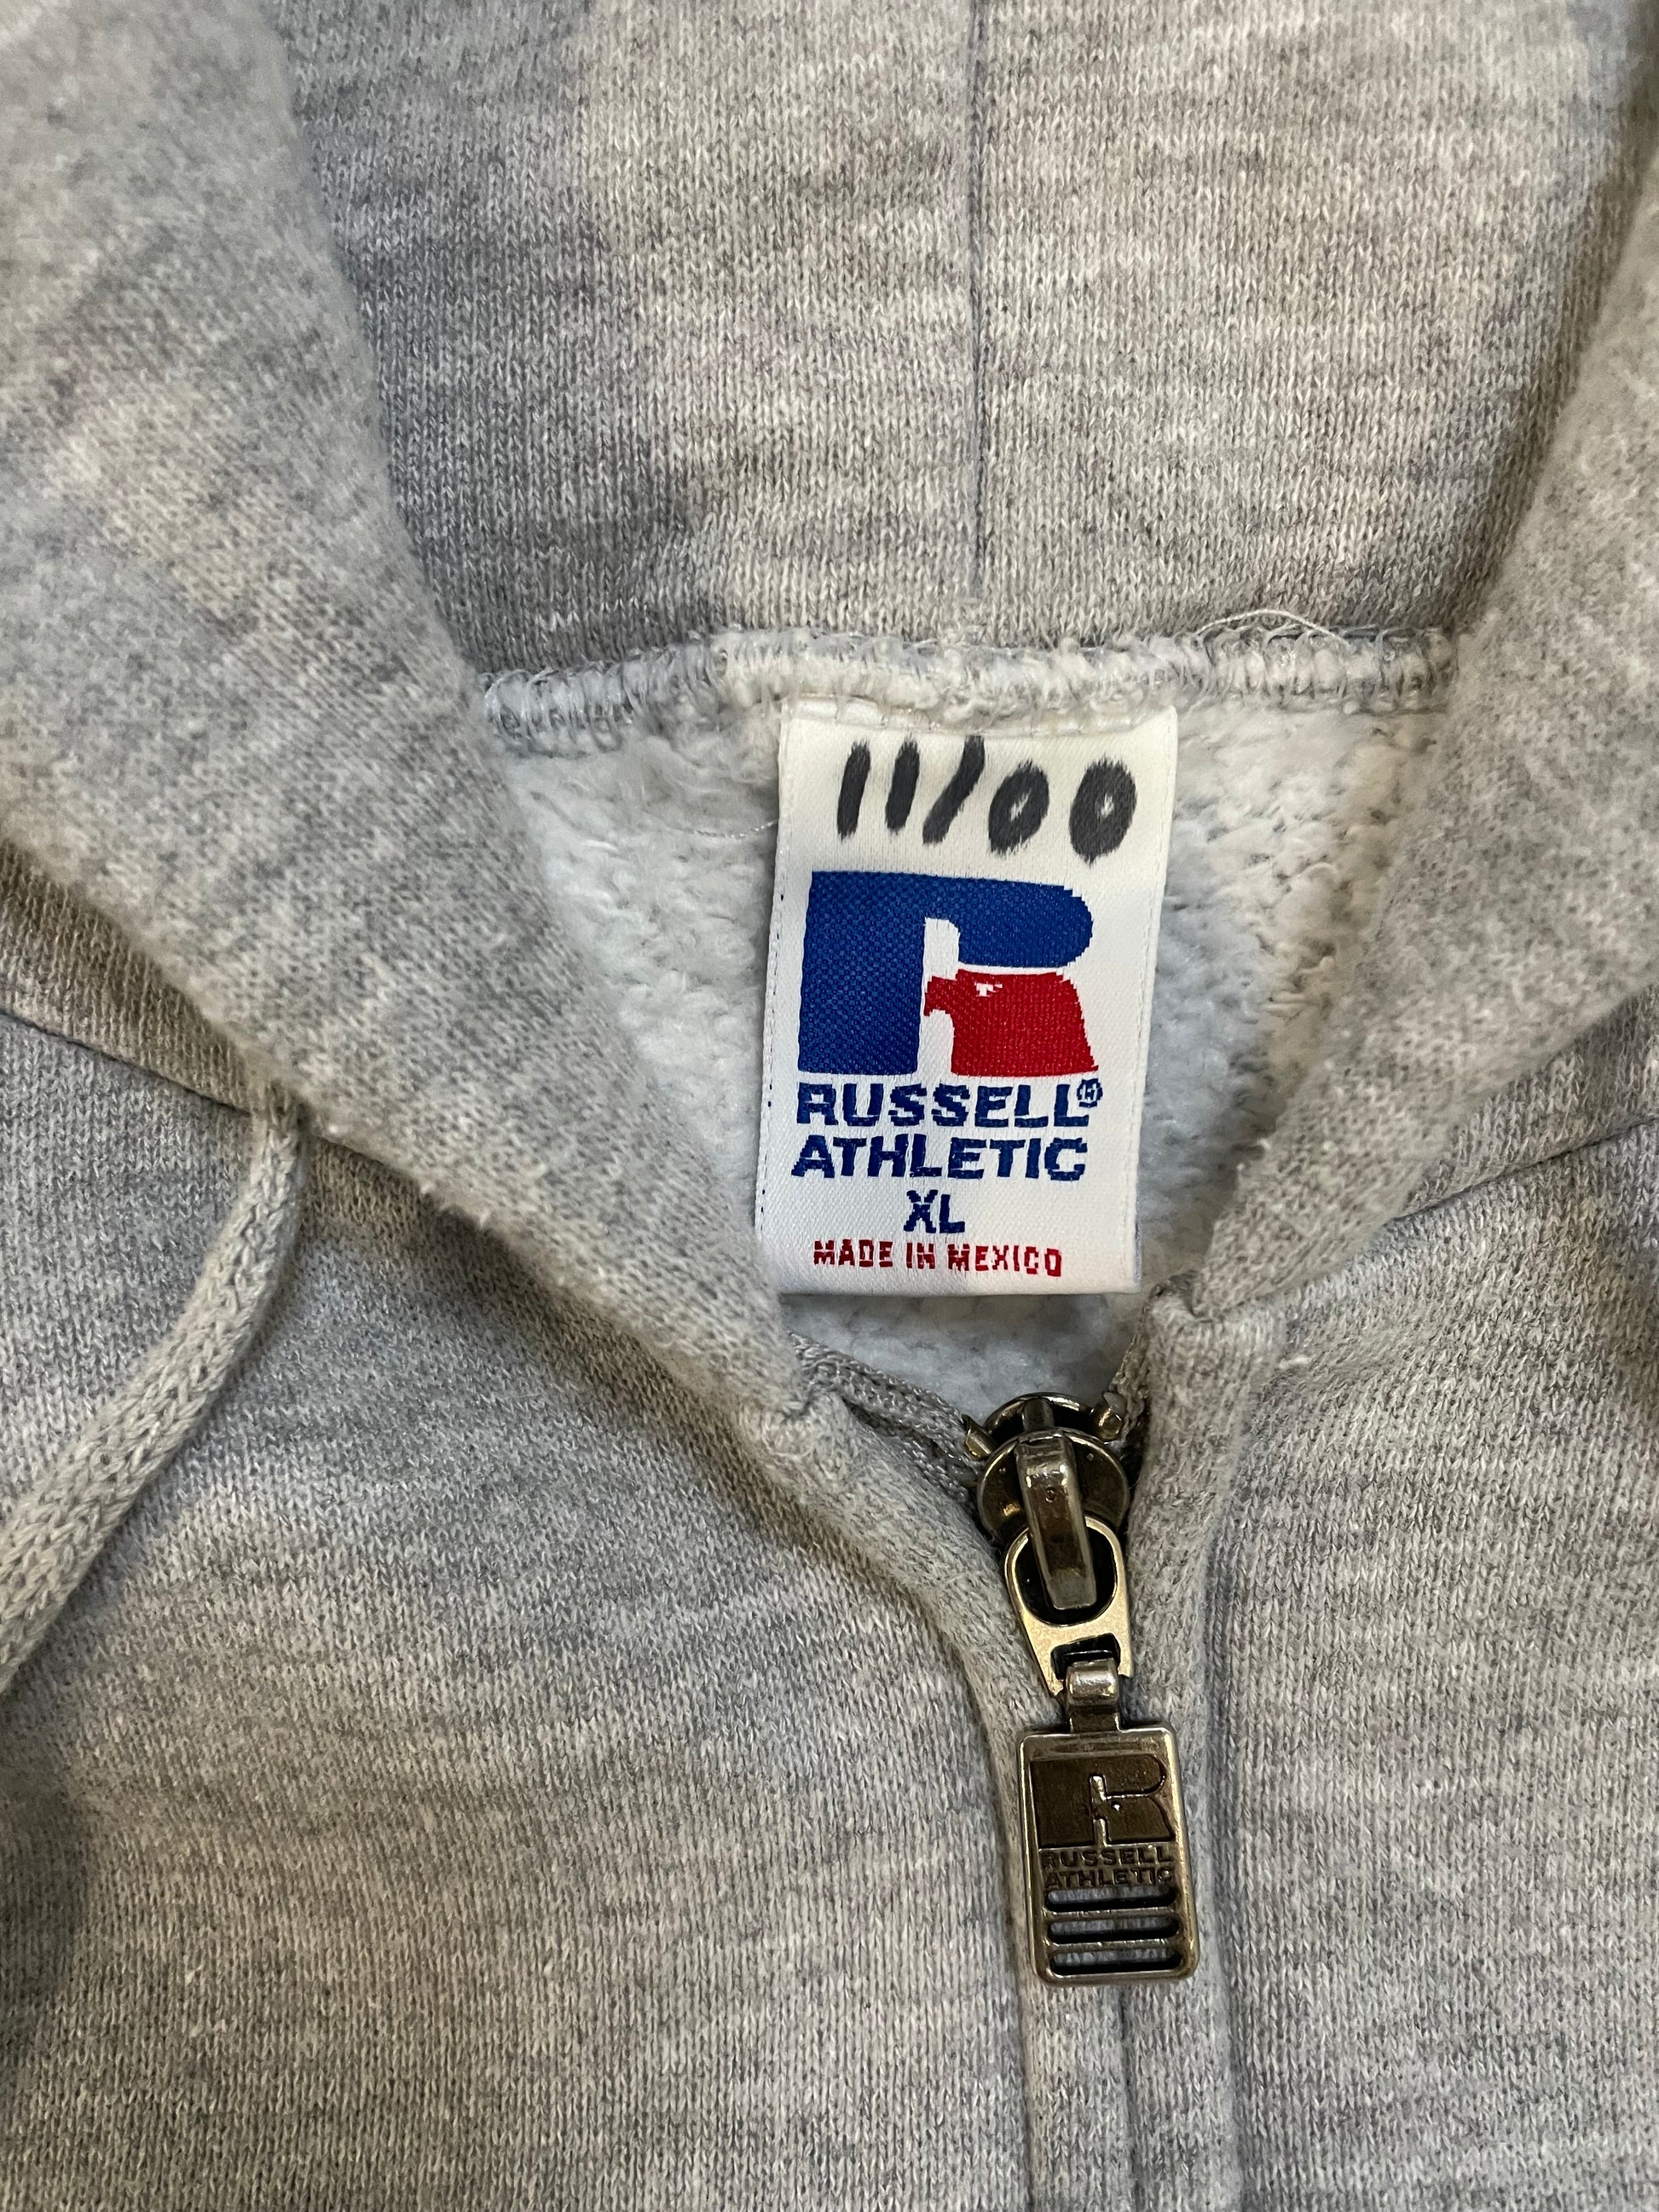 11/00
RUSSELL®
ATHLETIC
XL
MADE IN MEXICO
RUSSELL
ATHLETIC